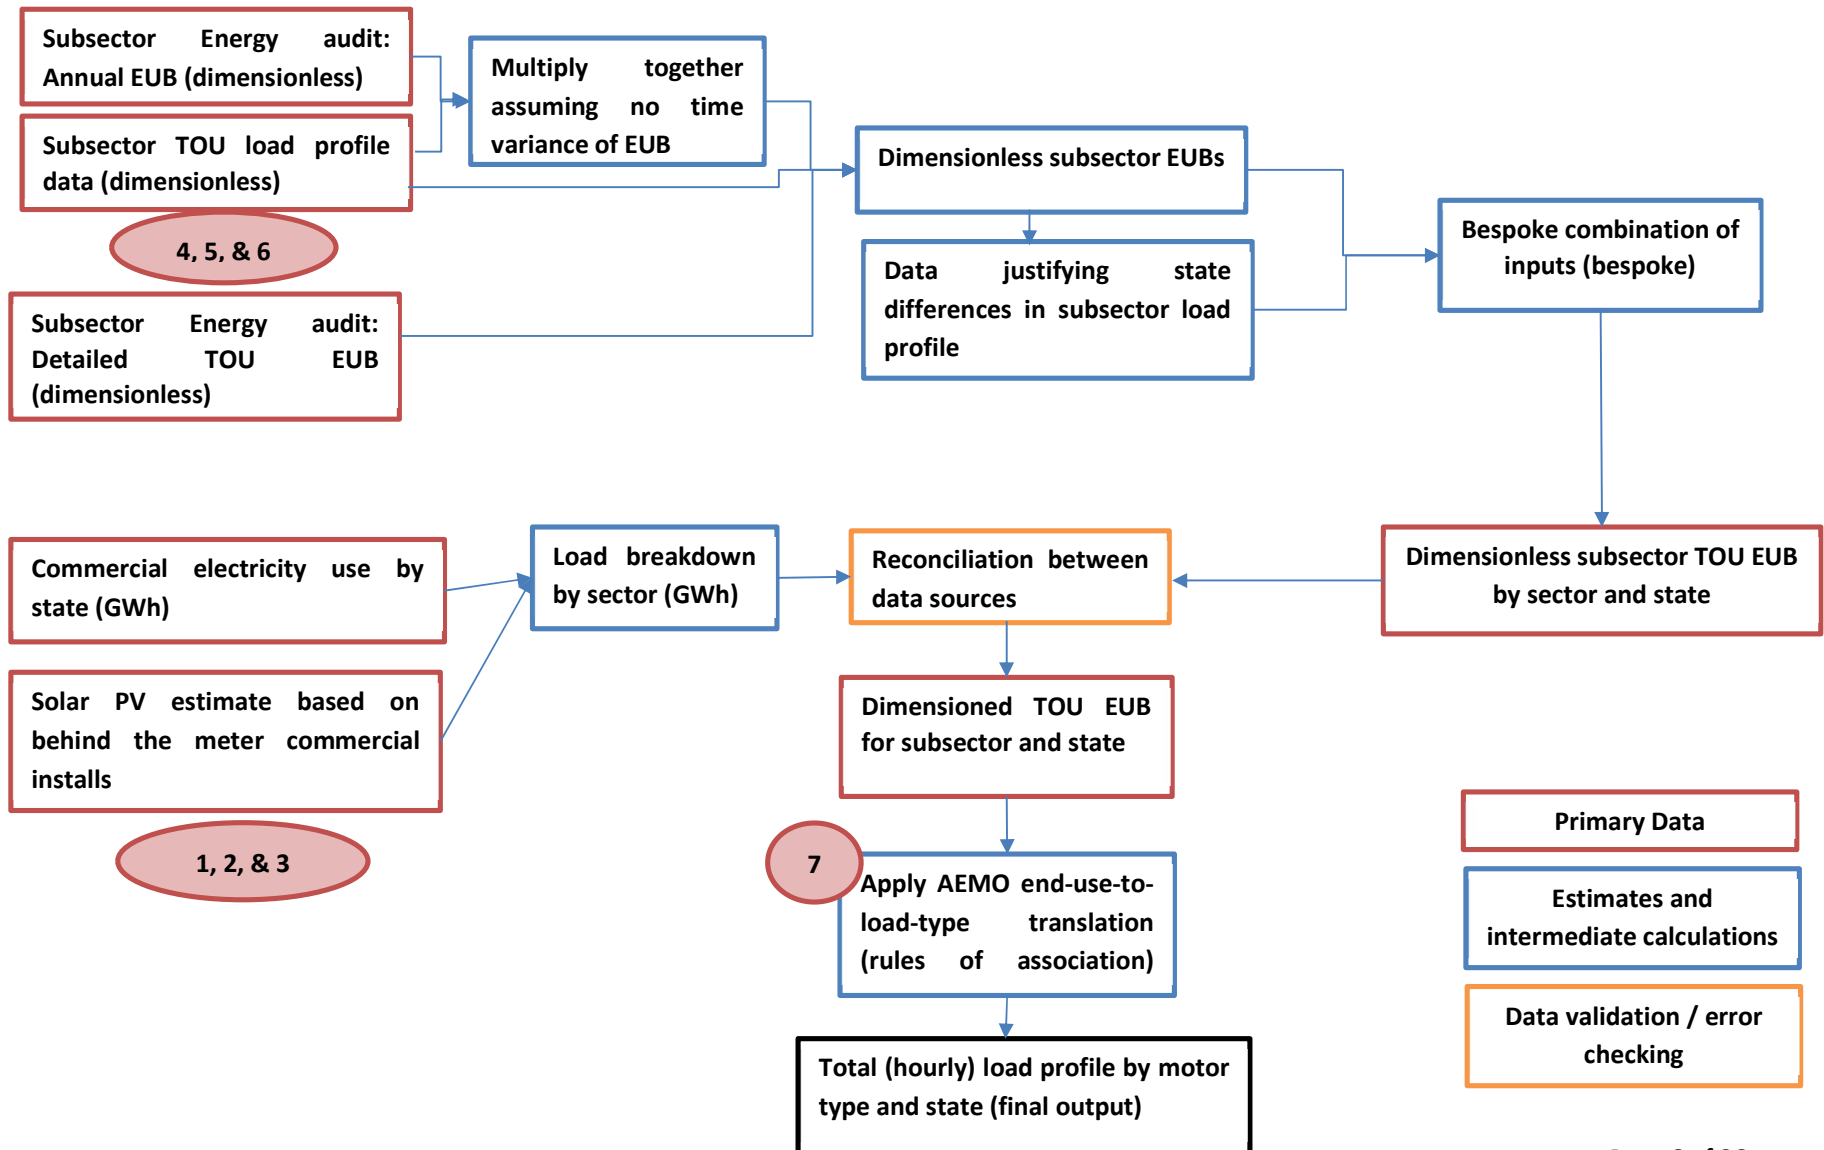 Subsector Energy audit:
Annual EUB (dimensionless)
Subsector TOU load profile
data (dimensionless)
4, 5, & 6
Subsector Energy audit:
Detailed TOU EUB
(dimensionless)
Multiply together
assuming no time
variance of EUB
Dimensionless subsector EUBs
Data justifying state
differences in subsector load
profile
Bespoke combination of
inputs (bespoke)
Commercial electricity use by
state (GWh)
Solar PV estimate based on
behind the meter commercial
installs
1, 2, & 3
Load breakdown
by sector (GWh)
Reconciliation between
data sources
Dimensionless subsector TOU EUB
by sector and state
Dimensioned TOU EUB
for subsector and state
7
Apply AEMO end-use-to-
load-type translation
(rules of association)
Total (hourly) load profile by motor
type and state (final output)
Primary Data
Estimates and
intermediate calculations
Data validation / error
checking